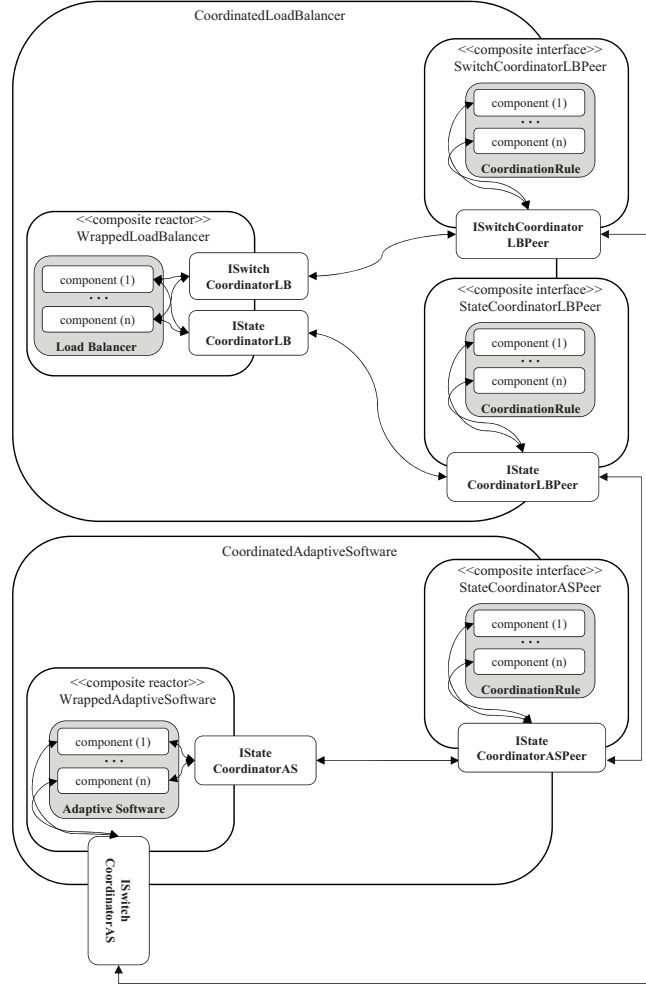 CoordinatedLoadBalancer
<<composite interface>>
SwitchCoordinatorLBPeer
component (1)
...
component (n)
CoordinationRule
ISwitchCoordinator
LBPeer
<<composite reactor>>
WrappedLoadBalancer
component (1)
...
component (n)
Load Balancer
ISwitch
CoordinatorLB
IState
CoordinatorLB
<<composite interface>>
StateCoordinatorLBPeer
component (1)
...
component (n)
CoordinationRule
IState
CoordinatorLBPeer
CoordinatedAdaptiveSoftware
<<composite interface>>
StateCoordinatorASPeer
component (1)
...
component (n)
CoordinationRule
IState
CoordinatorASPeer
<<composite reactor>>
WrappedAdaptiveSoftware
component (1)
...
component (n)
Adaptive Software
IState
CoordinatorAS
ISwitch
CoordinatorAS